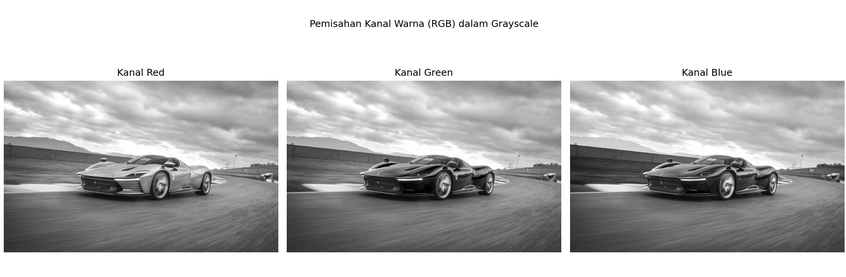 Pemisahan Kanal Warna (RGB) dalam Grayscale
Kanal Red
Kanal Green
Kanal Blue